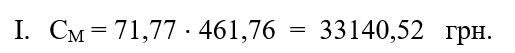 I. Cм = 71,77 · 461,76 = 33140,52 грн.